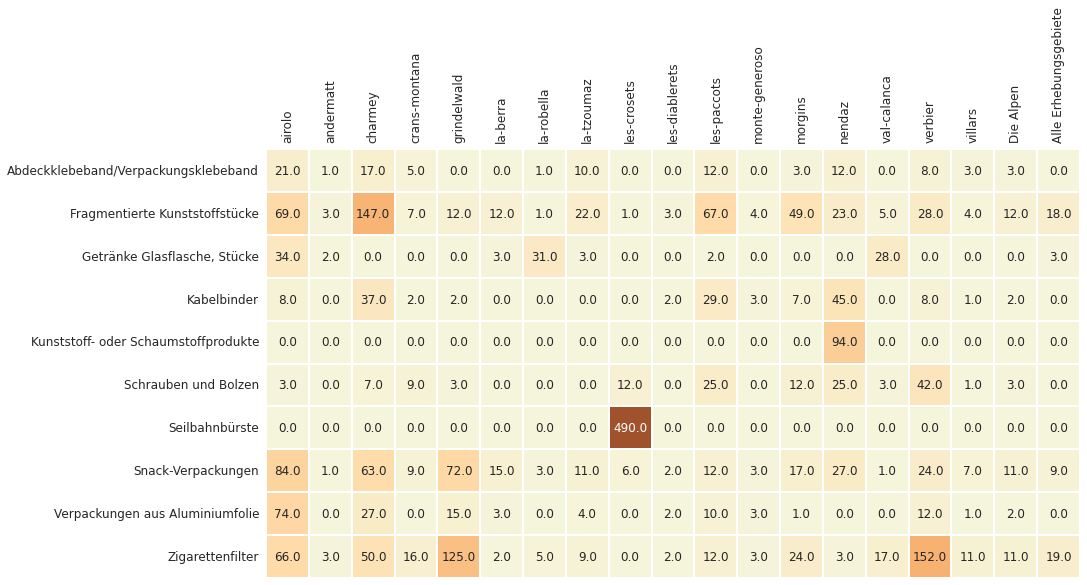 airolo andermatt charmey crans-montana grindelwald la-berra la-robella la-tzoumaz les-crosets les-diablerets les-paccots monte-generoso morgins nendaz val-calanca verbier villars Die Alpen Alle Erhebungsgebiete
Abdeckklebeband/Verpackungsklebeband 21.0 1.0 17.0 5.0 0.0 0.0 1.0 10.0 0.0 0.0 12.0 0.0 3.0 12.0 0.0 8.0 3.0 3.0 0.0
Fragmentierte Kunststoffstücke 69.0 3.0 147.0 7.0 12.0 12.0 1.0 22.0 1.0 3.0 67.0 4.0 49.0 23.0 5.0 28.0 4.0 12.0 18.0
Getränke Glasflasche, Stücke 34.0 2.0 0.0 0.0 0.0 3.0 31.0 3.0 0.0 0.0 2.0 0.0 0.0 0.0 28.0 0.0 0.0 0.0 3.0
Kabelbinder 8.0 0.0 37.0 2.0 2.0 0.0 0.0 0.0 0.0 2.0 29.0 3.0 7.0 45.0 0.0 8.0 1.0 2.0 0.0
Kunststoff- oder Schaumstoffprodukte 0.0 0.0 0.0 0.0 0.0 0.0 0.0 0.0 0.0 0.0 0.0 0.0 0.0 94.0 0.0 0.0 0.0 0.0 0.0
Schrauben und Bolzen 3.0 0.0 7.0 9.0 3.0 0.0 0.0 0.0 12.0 0.0 25.0 0.0 12.0 25.0 3.0 42.0 1.0 3.0 0.0
Seilbahnbürste 0.0 0.0 0.0 0.0 0.0 0.0 0.0 0.0 490.0 0.0 0.0 0.0 0.0 0.0 0.0 0.0 0.0 0.0 0.0
Snack-Verpackungen 84.0 1.0 63.0 9.0 72.0 15.0 3.0 11.0 6.0 2.0 12.0 3.0 17.0 27.0 1.0 24.0 7.0 11.0 9.0
Verpackungen aus Aluminiumfolie 74.0 0.0 27.0 0.0 15.0 3.0 0.0 4.0 0.0 2.0 10.0 3.0 1.0 0.0 0.0 12.0 1.0 2.0 0.0
Zigarettenfilter 66.0 3.0 50.0 16.0 125.0 2.0 5.0 9.0 0.0 2.0 12.0 3.0 24.0 3.0 17.0 152.0 11.0 11.0 19.0